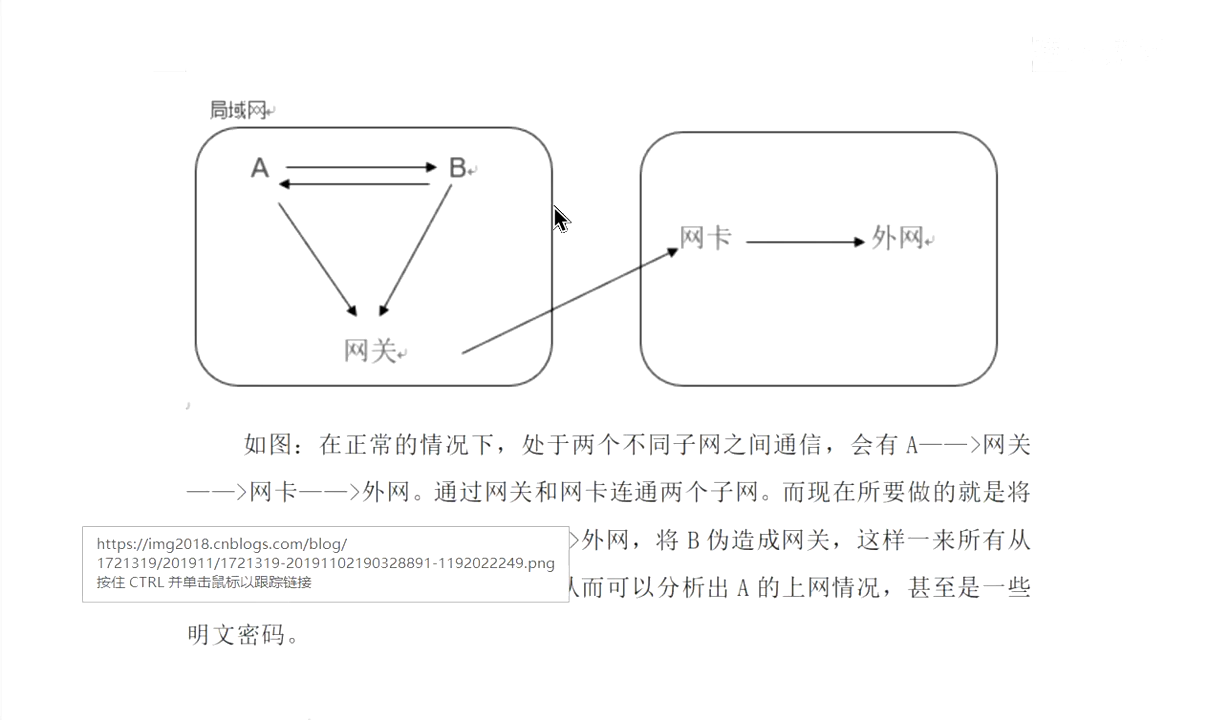 局域网
A B
网关
网卡 外网
如图：在正常的情况下，处于两个不同子网之间通信，会有 A——>网关
——>网卡——>外网。通过网关和网卡连通两个子网。而现在所要做的就是将
>外网，将 B 伪造成网关，这样一来所有从
https://img2018.cnblogs.com/blog/
1721319/201911/1721319-20191102190328891-1192022249.png
按住 CTRL 并单击鼠标以跟踪链接
从而可以分析出 A 的上网情况，甚至是一些
明文密码。